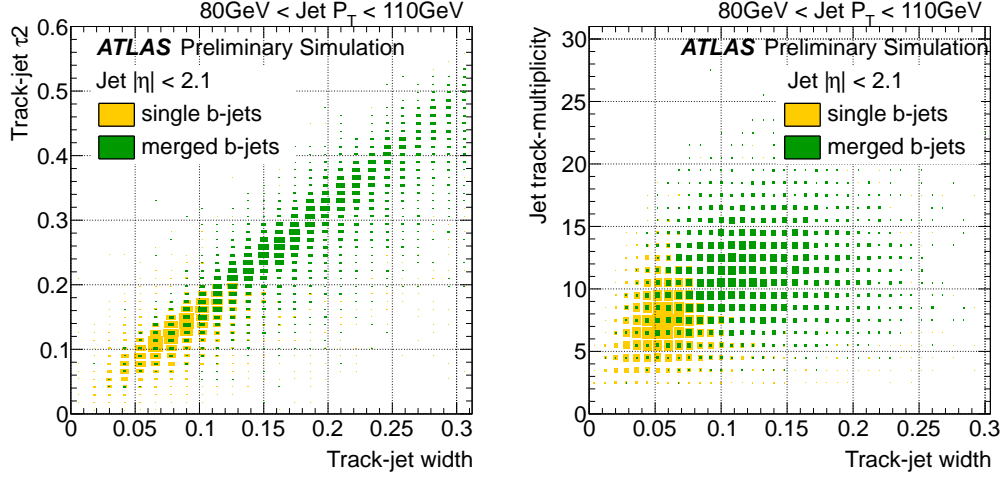 80GeV < Jet P_T < 110GeV
Track-jet τ2
0.6
0.5
0.4
0.3
0.2
0.1
0
ATLAS Preliminary Simulation
Jet |η| < 2.1
single b-jets
merged b-jets
0 0.05 0.1 0.15 0.2 0.25 0.3
Track-jet width
80GeV < Jet P_T < 110GeV
Jet track-multiplicity
30
25
20
15
10
5
0
ATLAS Preliminary Simulation
Jet |η| < 2.1
single b-jets
merged b-jets
0 0.05 0.1 0.15 0.2 0.25 0.3
Track-jet width